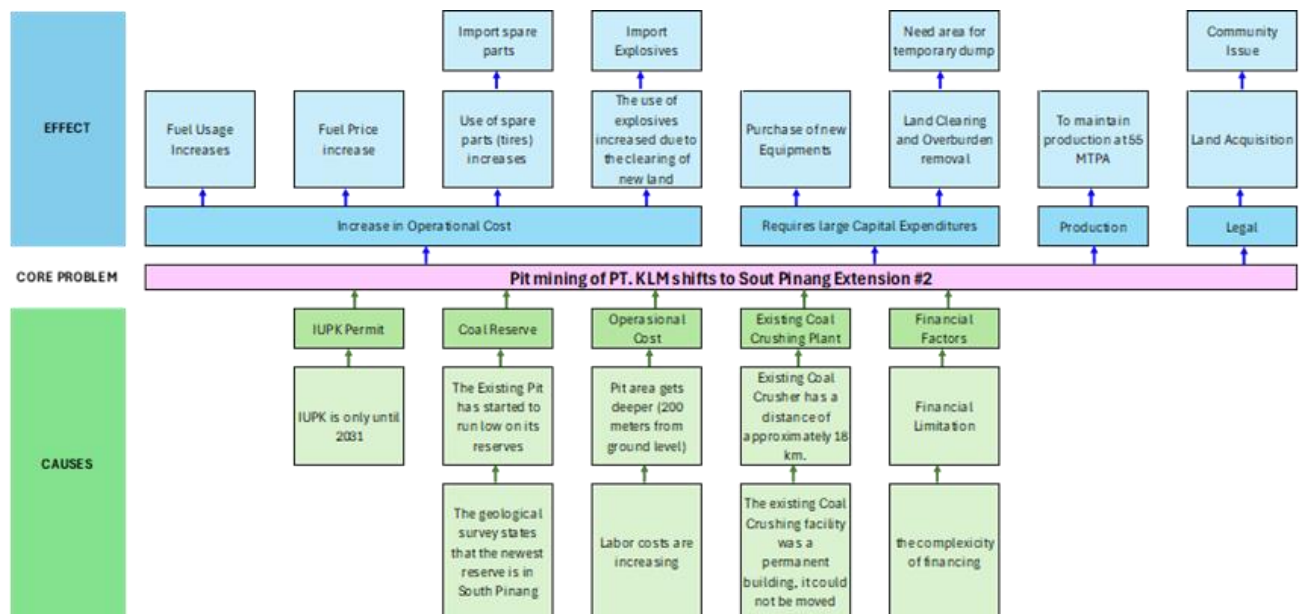 Import spare
parts
Import
Explosives
Need area for
temporary dump
Community
Issue
EFFECT
Fuel Usage
Increases
Fuel Price
increase
Use of spare
parts (tires)
increases
The use of
explosives
increased due to
the clearing of
new land
Purchase of new
Equipments
Land Clearing
and Overburden
removal
To maintain
production at 55
MTPA
Land Acquisition
Increase in Operational Cost
Requires large Capital Expenditures
Production
Legal
CORE PROBLEM
Pit mining of PT. KLM shifts to Sout Pinang Extension #2
IUPK Permit
Coal Reserve
Operasional
Cost
Existing Coal
Crushing Plant
Financial
Factors
CAUSES
IUPK is only until
2031
The Existing Pit
has started to
run low on its
reserves
Pit area gets
deeper (200
meters from
ground level)
Existing Coal
Crusher has a
distance of
approximately 18
km.
Financial
Limitation
The geological
survey states
that the newest
reserve is in
South Pinang
Labor costs are
increasing
The existing Coal
Crushing facility
was a
permanent
building, it could
not be moved
the complexicity
of financing